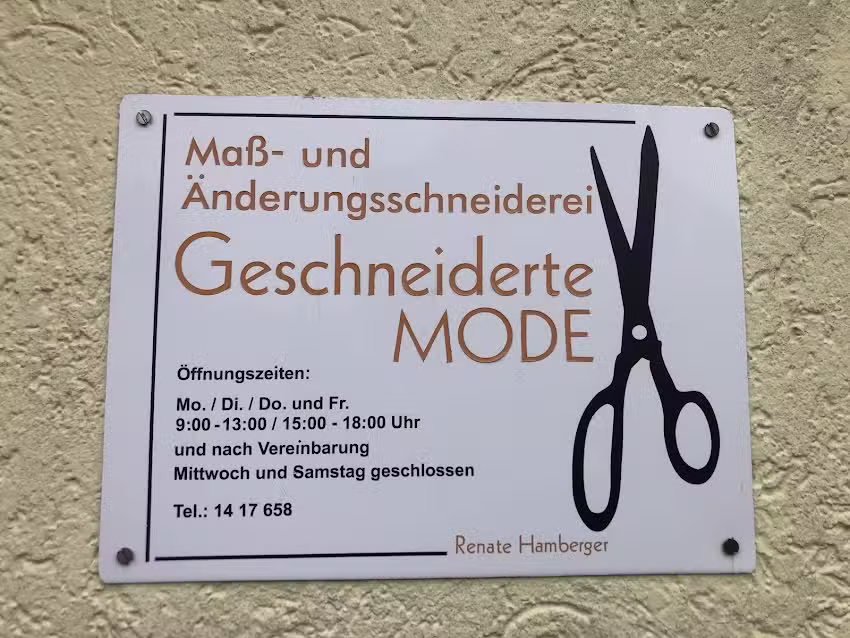 Maß- und
Änderungsschneiderei
Geschneiderte
MODE
Öffnungszeiten:
Mo. / Di. / Do. und Fr.
9:00 - 13:00 / 15:00 - 18:00 Uhr
und nach Vereinbarung
Mittwoch und Samstag geschlossen
Tel.: 14 17 658
Renate Hamberger